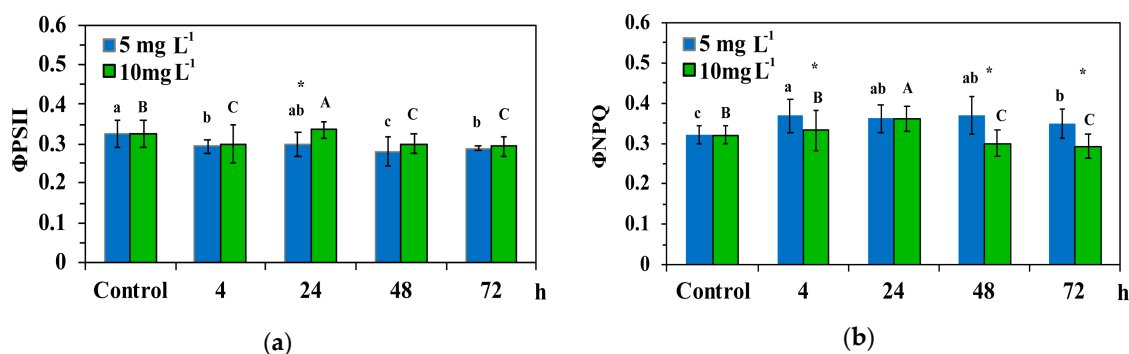 0.6
0.5
0.4
0.3
0.2
0.1
0
ΦPSII
5 mg L-1
10mg L-1
a B
b C
*
ab A
c C
b C
Control 4 24 48 72 h
(a)
0.6
0.5
0.4
0.3
0.2
0.1
0
ΦNPQ
5 mg L-1
10mg L-1
c B
a * B
ab A
ab * C
b * C
Control 4 24 48 72 h
(b)